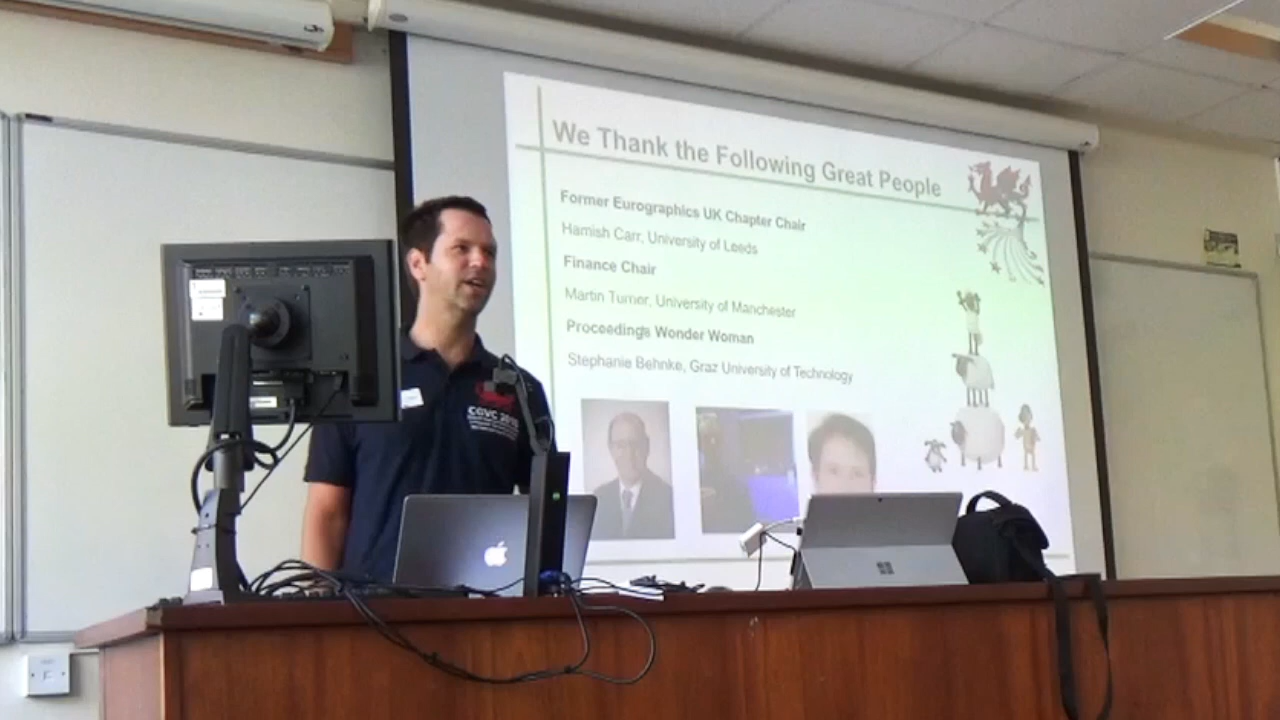 We Thank the Following Great People
Former Eurographics UK Chapter Chair
Hamish Carr, University of Leeds
Finance Chair
Martin Turner, University of Manchester
Proceedings Wonder Woman
Stephanie Behnke, Graz University of Technology
CGVC